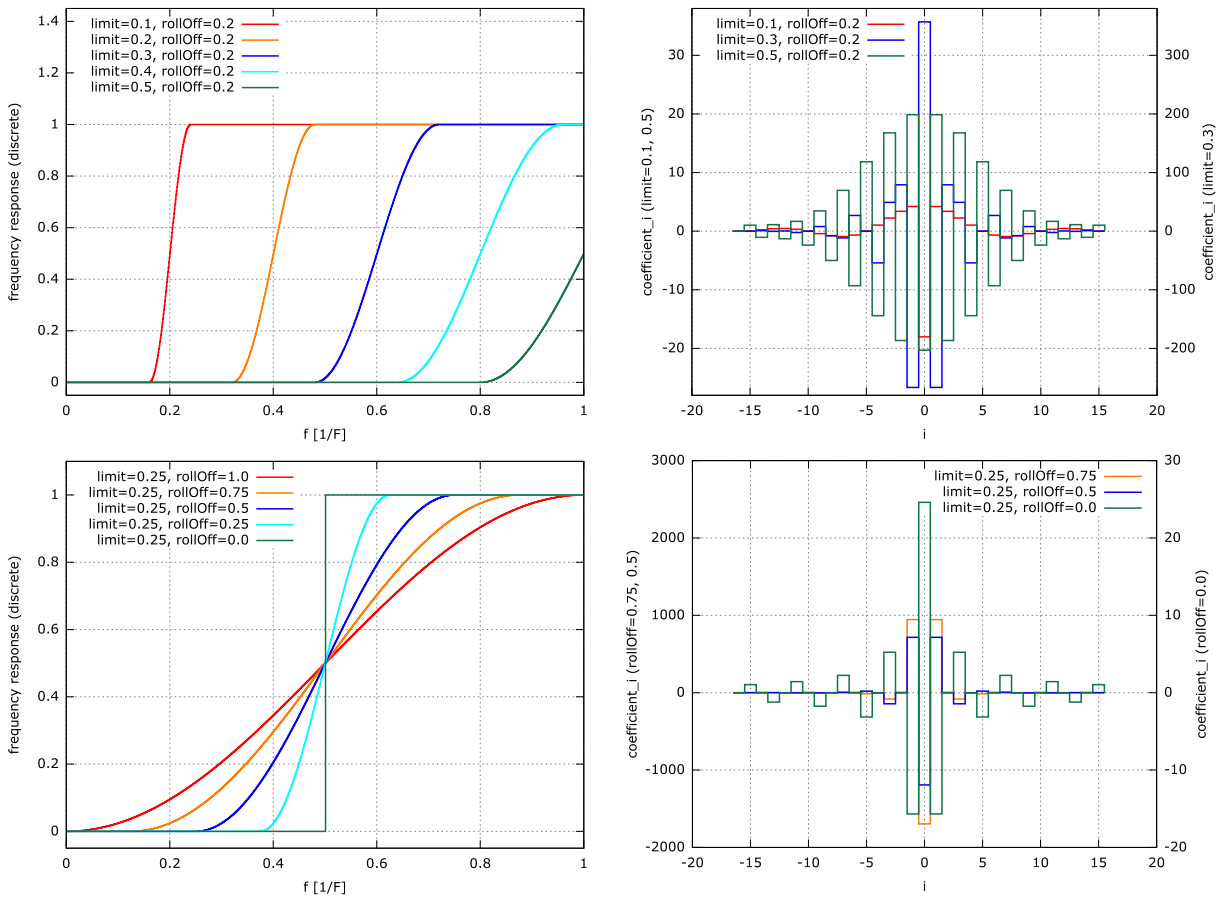 limit=0.1, rollOff=0.2
limit=0.2, rollOff=0.2
limit=0.3, rollOff=0.2
limit=0.4, rollOff=0.2
limit=0.5, rollOff=0.2
1.4
1.2
1
0.8
0.6
0.4
0.2
0
frequency response (discrete)
0 0.2 0.4 0.6 0.8 1
f [1/F]
limit=0.1, rollOff=0.2
limit=0.3, rollOff=0.2
limit=0.5, rollOff=0.2
30
20
10
0
-10
-20
coefficient_i (limit=0.1, 0.5)
300
200
100
0
-100
-200
coefficient_i (limit=0.3)
-20 -15 -10 -5 0 5 10 15 20
i
limit=0.25, rollOff=1.0
limit=0.25, rollOff=0.75
limit=0.25, rollOff=0.5
limit=0.25, rollOff=0.25
limit=0.25, rollOff=0.0
1
0.8
0.6
0.4
0.2
0
frequency response (discrete)
0 0.2 0.4 0.6 0.8 1
f [1/F]
limit=0.25, rollOff=0.75
limit=0.25, rollOff=0.5
limit=0.25, rollOff=0.0
3000
2000
1000
0
-1000
-2000
coefficient_i (rollOff=0.75, 0.5)
30
20
10
0
-10
-20
coefficient_i (rollOff=0.0)
-20 -15 -10 -5 0 5 10 15 20
i